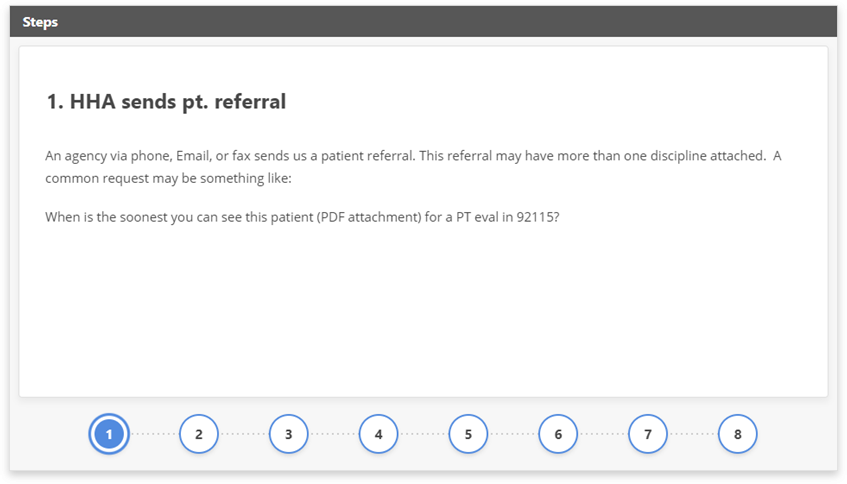 Steps
1. HHA sends pt. referral
An agency via phone, Email, or fax sends us a patient referral. This referral may have more than one discipline attached.  A
common request may be something like:
When is the soonest you can see this patient (PDF attachment) for a PT eval in 92115?
1 2 3 4 5 6 7 8